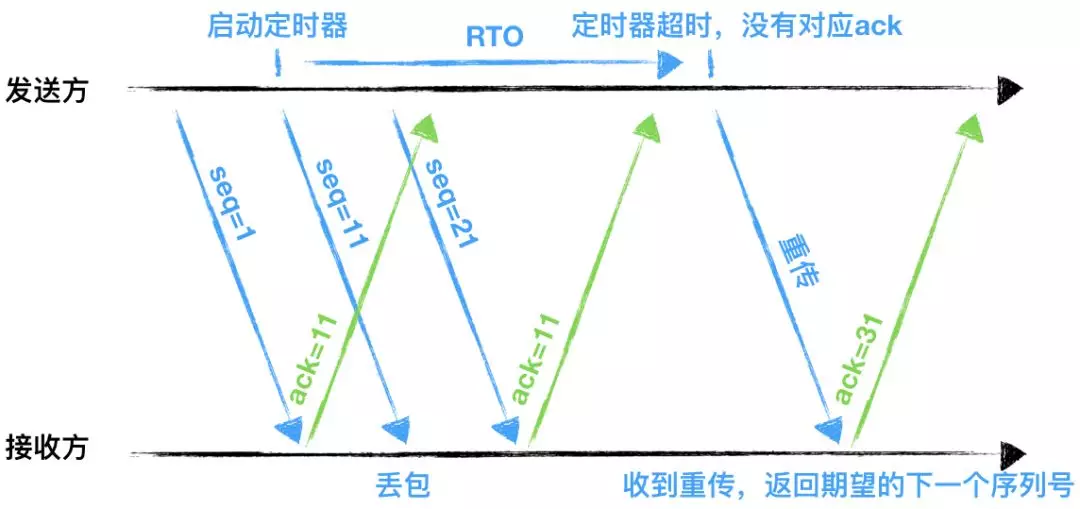 启动定时器
RTO
定时器超时，没有对应ack
发送方
seq=1
seq=11
seq=21
重传
ack=11
ack=11
ack=31
接收方
丢包
收到重传，返回期望的下一个序列号